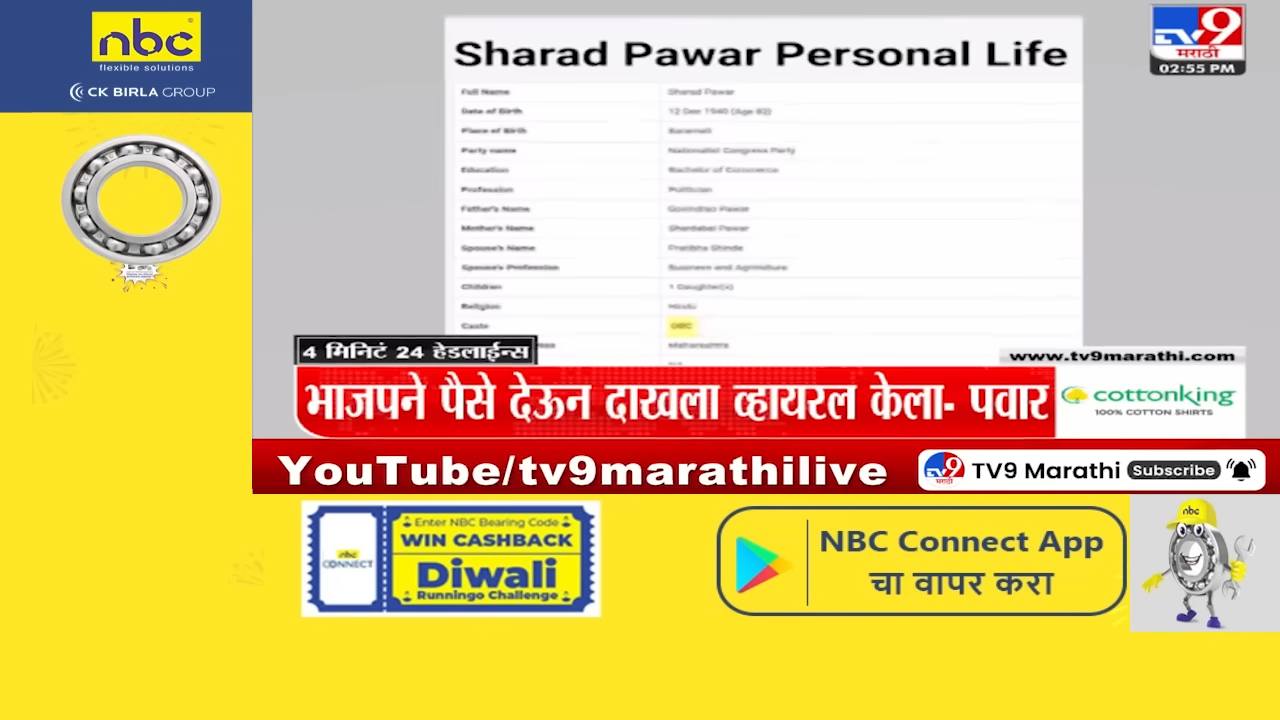 nbc
flexible solutions
CK BIRLA GROUP
Sharad Pawar Personal Life
TV9
मराठी
02:55 PM
Full Name Sharad Pawar
Date of Birth 12 Dec 1940 (Age 82)
Place of Birth Baramati
Party name Nationalist Congress Party
Education Bachelor of Commerce
Profession Politician
Father's Name Govindrao Pawar
Mother's Name Shardabai Pawar
Spouse's Name Pratibha Shinde
Spouse's Profession Business and Agriculture
Children 1 Daughter(s)
Religion Hindu
Caste OBC
Maharashtra
4 मिनिटं 24 हेडलाईन्स
www.tv9marathi.com
भाजपने पैसे देऊन दाखला व्हायरल केला- पवार
cottonking
100% COTTON SHIRTS
YouTube/tv9marathilive
TV9 मराठी TV9 Marathi Subscribe
nbc
CONNECT
Enter NBC Bearing Code
WIN CASHBACK
Diwali
Runningo Challenge
NBC Connect App
चा वापर करा
nbc